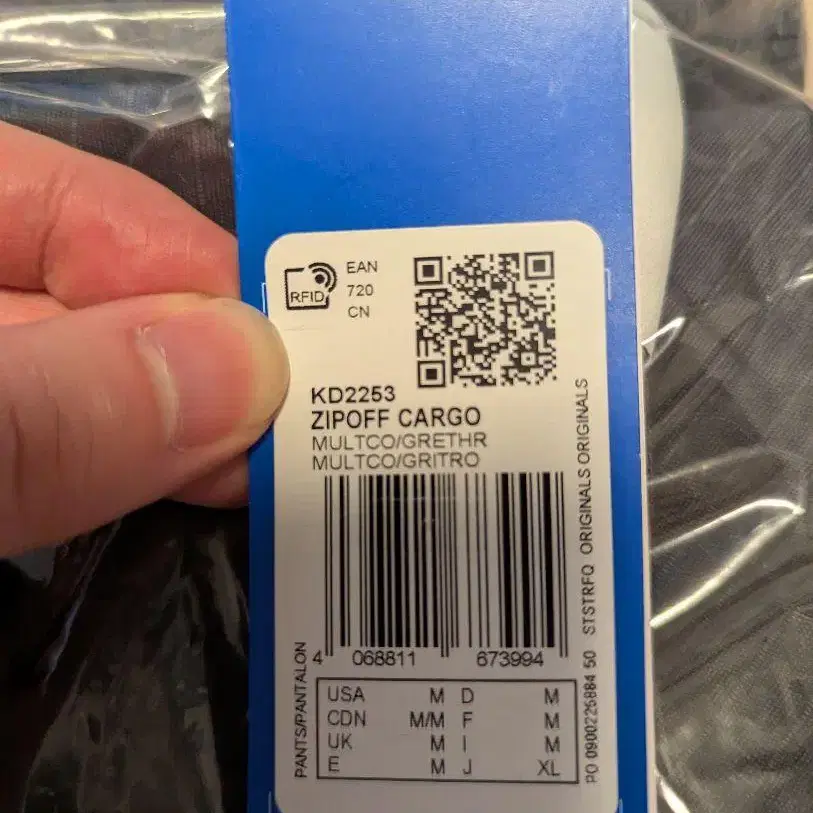 RFID
EAN
720
CN
KD2253
ZIPOFF CARGO
MULTCO/GRETHR
MULTCO/GRITRO
4 068811 673994
PANTS/PANTALON
USA M D M
CDN M/M F M
UK M I M
E M J XL
PO 0900226884 50 STSTRFQ ORIGINALS ORIGINALS